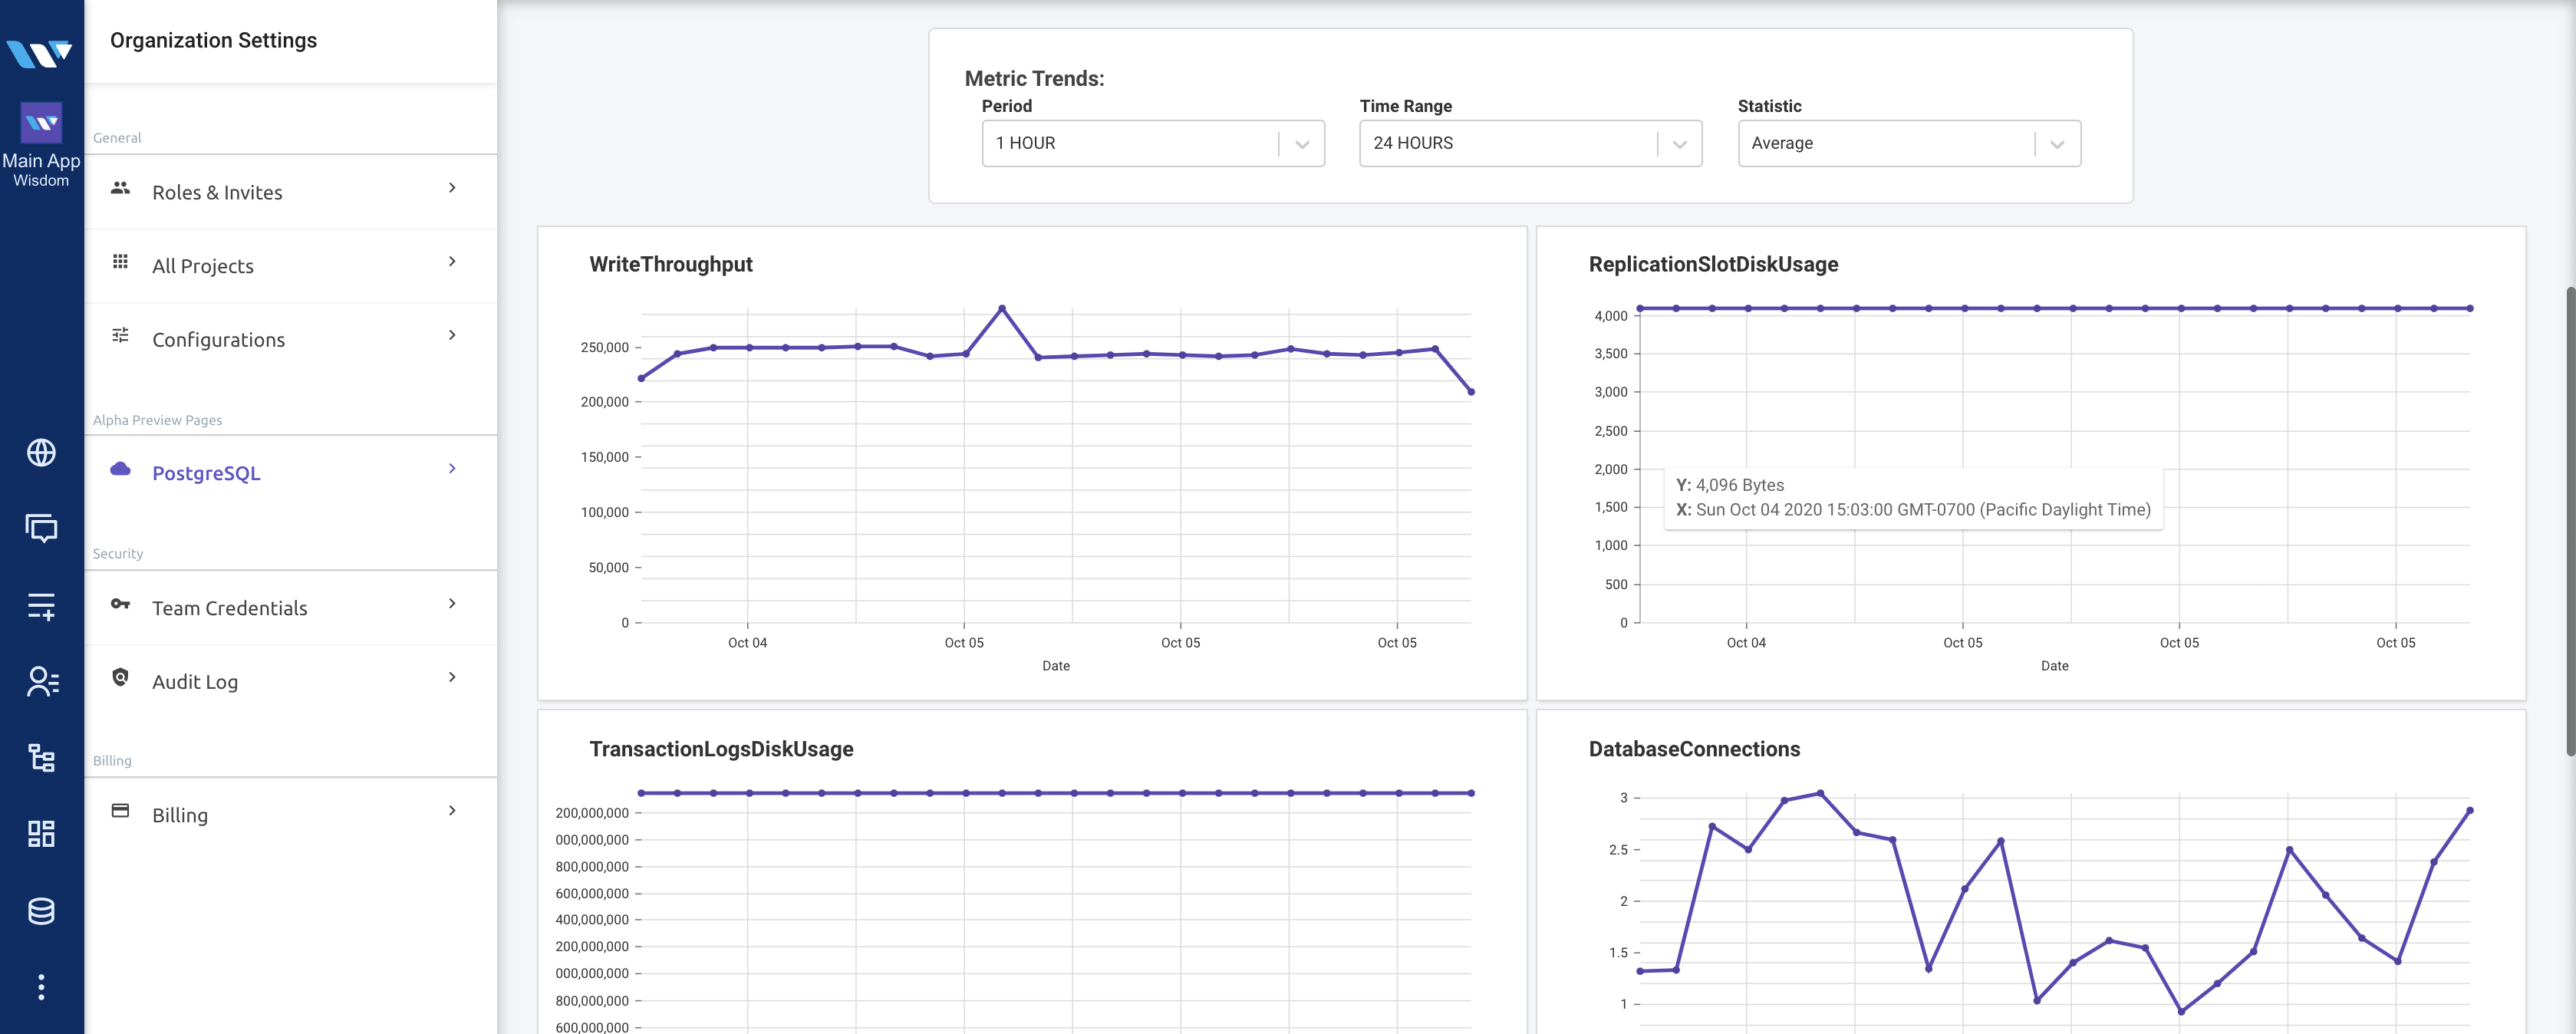 Organization Settings
Main App
Wisdom
General
Roles & Invites
All Projects
Configurations
Alpha Preview Pages
PostgreSQL
Security
Team Credentials
Audit Log
Billing
Billing
Metric Trends:
Period
Time Range
Statistic
1 HOUR
24 HOURS
Average
WriteThroughput
250,000
200,000
150,000
100,000
50,000
0
Oct 04
Oct 05
Oct 05
Oct 05
Date
ReplicationSlotDiskUsage
4,000
3,500
3,000
2,500
2,000
1,500
1,000
500
0
Y: 4,096 Bytes
X: Sun Oct 04 2020 15:03:00 GMT-0700 (Pacific Daylight Time)
Oct 04
Oct 05
Oct 05
Oct 05
Date
TransactionLogsDiskUsage
200,000,000
000,000,000
800,000,000
600,000,000
400,000,000
200,000,000
000,000,000
800,000,000
600,000,000
DatabaseConnections
3
2.5
2
1.5
1